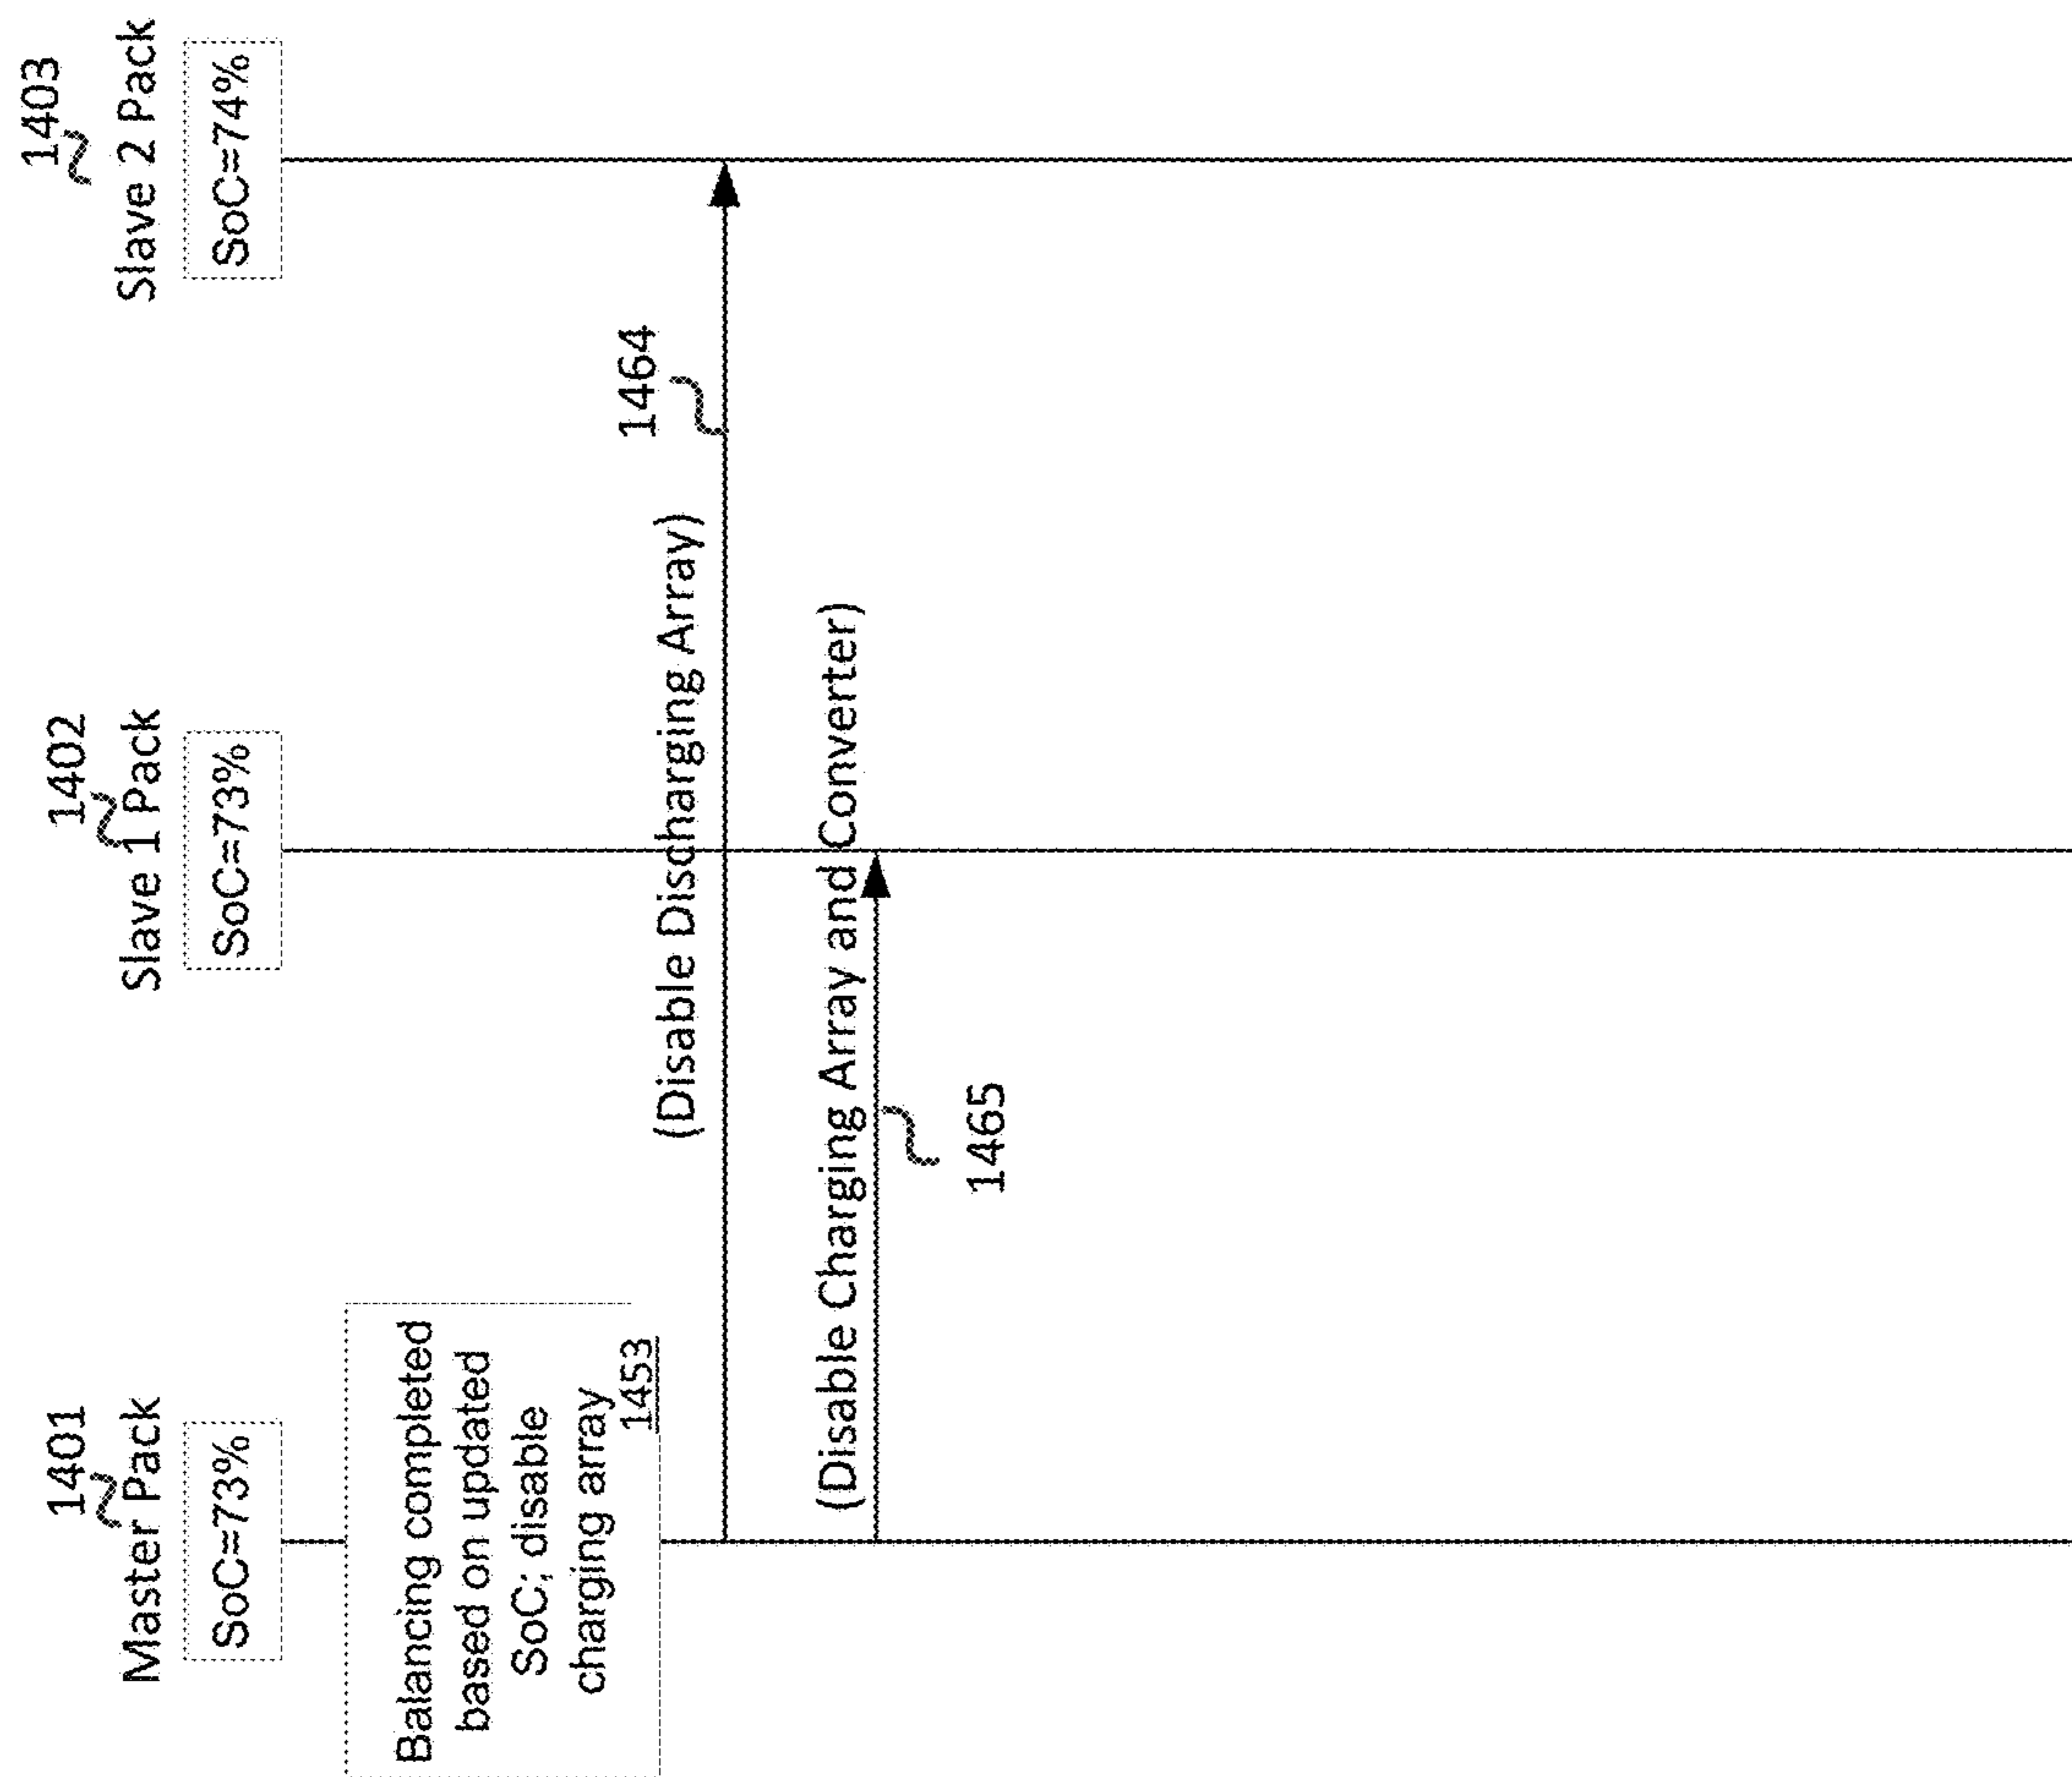 1401
Master Pack
SoC=73%
1402
Slave 1 Pack
SoC=73%
1403
Slave 2 Pack
SoC=74%
Balancing completed
based on updated
SoC; disable
charging array
1453
(Disable Discharging Array)
1464
(Disable Charging Array and Converter)
1465